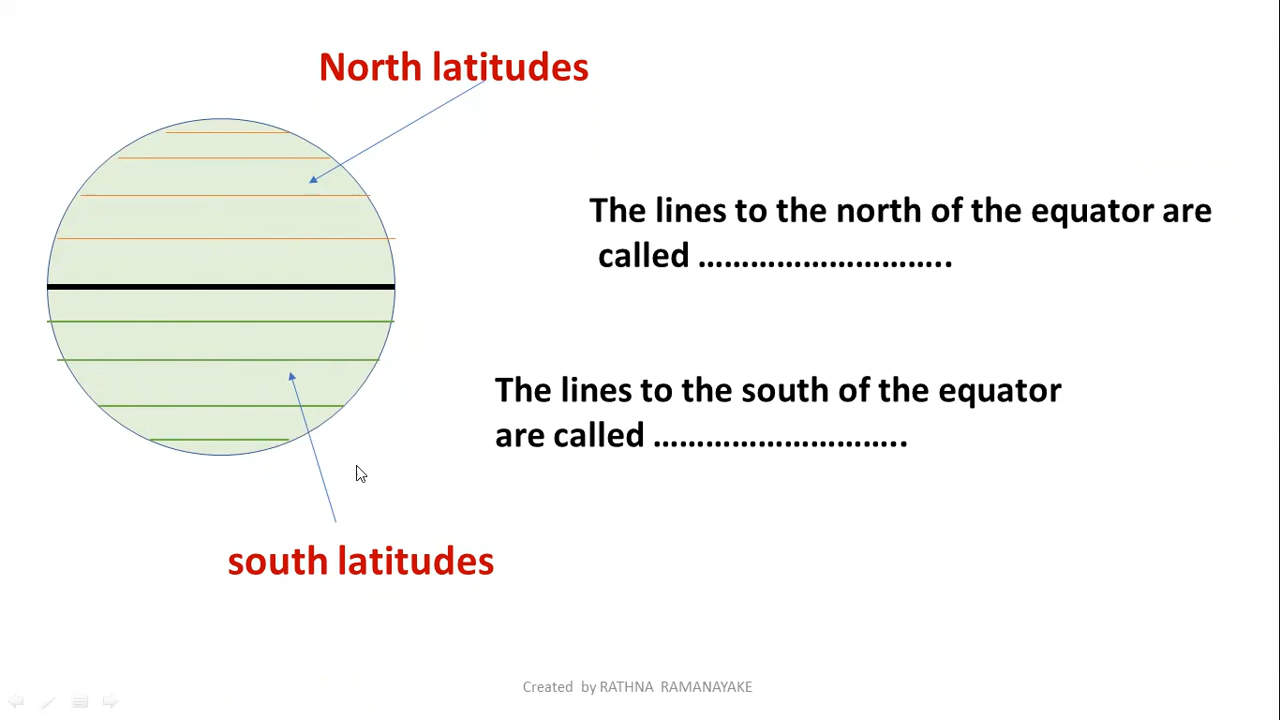 North latitudes
The lines to the north of the equator are
called ………………………..
The lines to the south of the equator
are called ………………………..
south latitudes
Created by RATHNA RAMANAYAKE